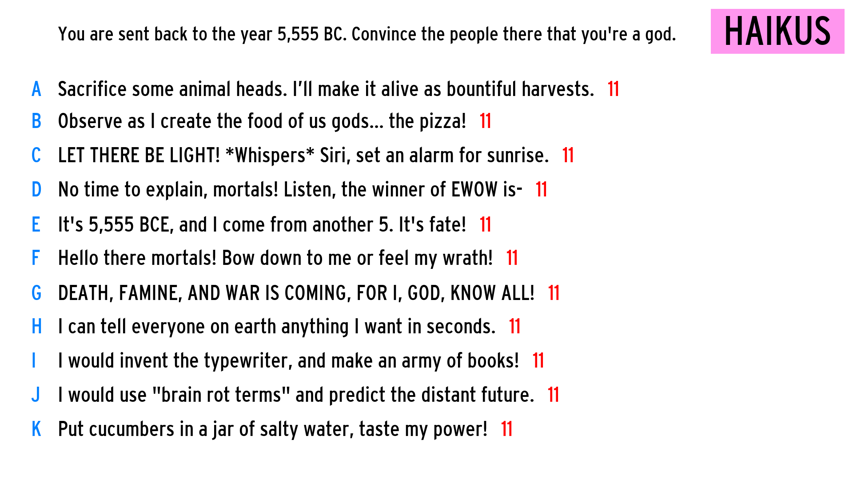 You are sent back to the year 5,555 BC. Convince the people there that you're a god. HAIKUS
A Sacrifice some animal heads. I'll make it alive as bountiful harvests. 11
B Observe as I create the food of us gods... the pizza! 11
C LET THERE BE LIGHT! *Whispers* Siri, set an alarm for sunrise. 11
D No time to explain, mortals! Listen, the winner of EWOW is- 11
E It's 5,555 BCE, and I come from another 5. It's fate! 11
F Hello there mortals! Bow down to me or feel my wrath! 11
G DEATH, FAMINE, AND WAR IS COMING, FOR I, GOD, KNOW ALL! 11
H I can tell everyone on earth anything I want in seconds. 11
I I would invent the typewriter, and make an army of books! 11
J I would use "brain rot terms" and predict the distant future. 11
K Put cucumbers in a jar of salty water, taste my power! 11